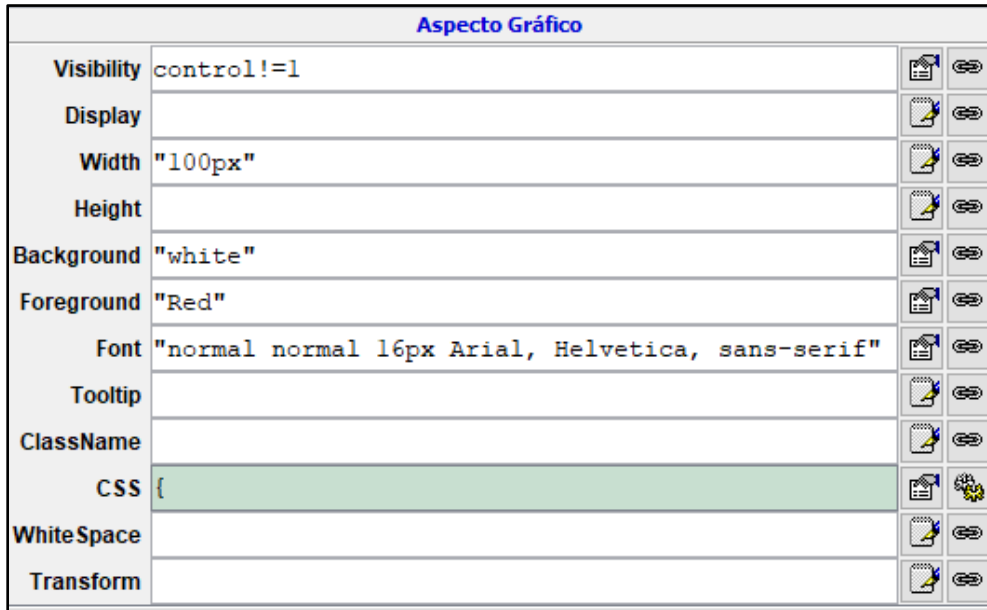 Aspecto Gráfico
Visibility control!=1
Display
Width "100px"
Height
Background "white"
Foreground "Red"
Font "normal normal 16px Arial, Helvetica, sans-serif"
Tooltip
ClassName
CSS {
WhiteSpace
Transform